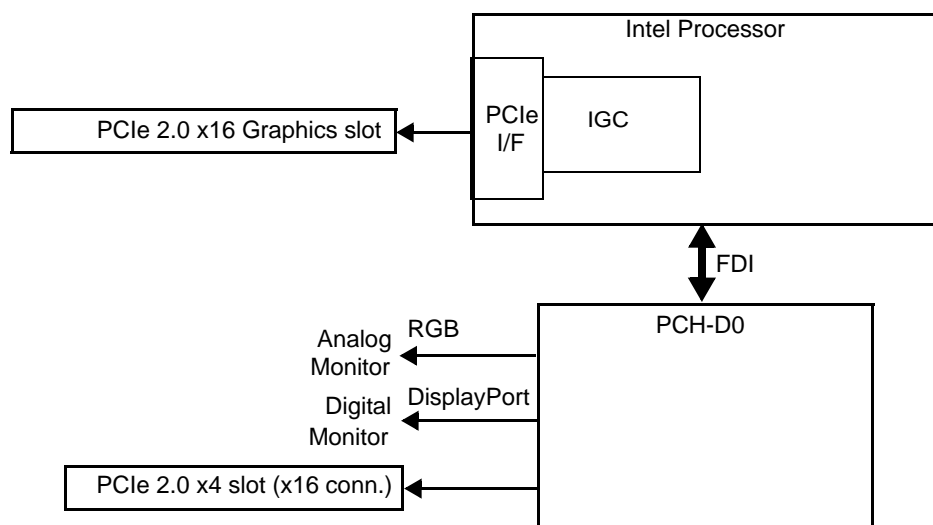 Intel Processor
PCIe 2.0 x16 Graphics slot
PCIe
I/F
IGC
FDI
PCH-D0
RGB
Analog
Monitor
DisplayPort
Digital
Monitor
PCIe 2.0 x4 slot (x16 conn.)